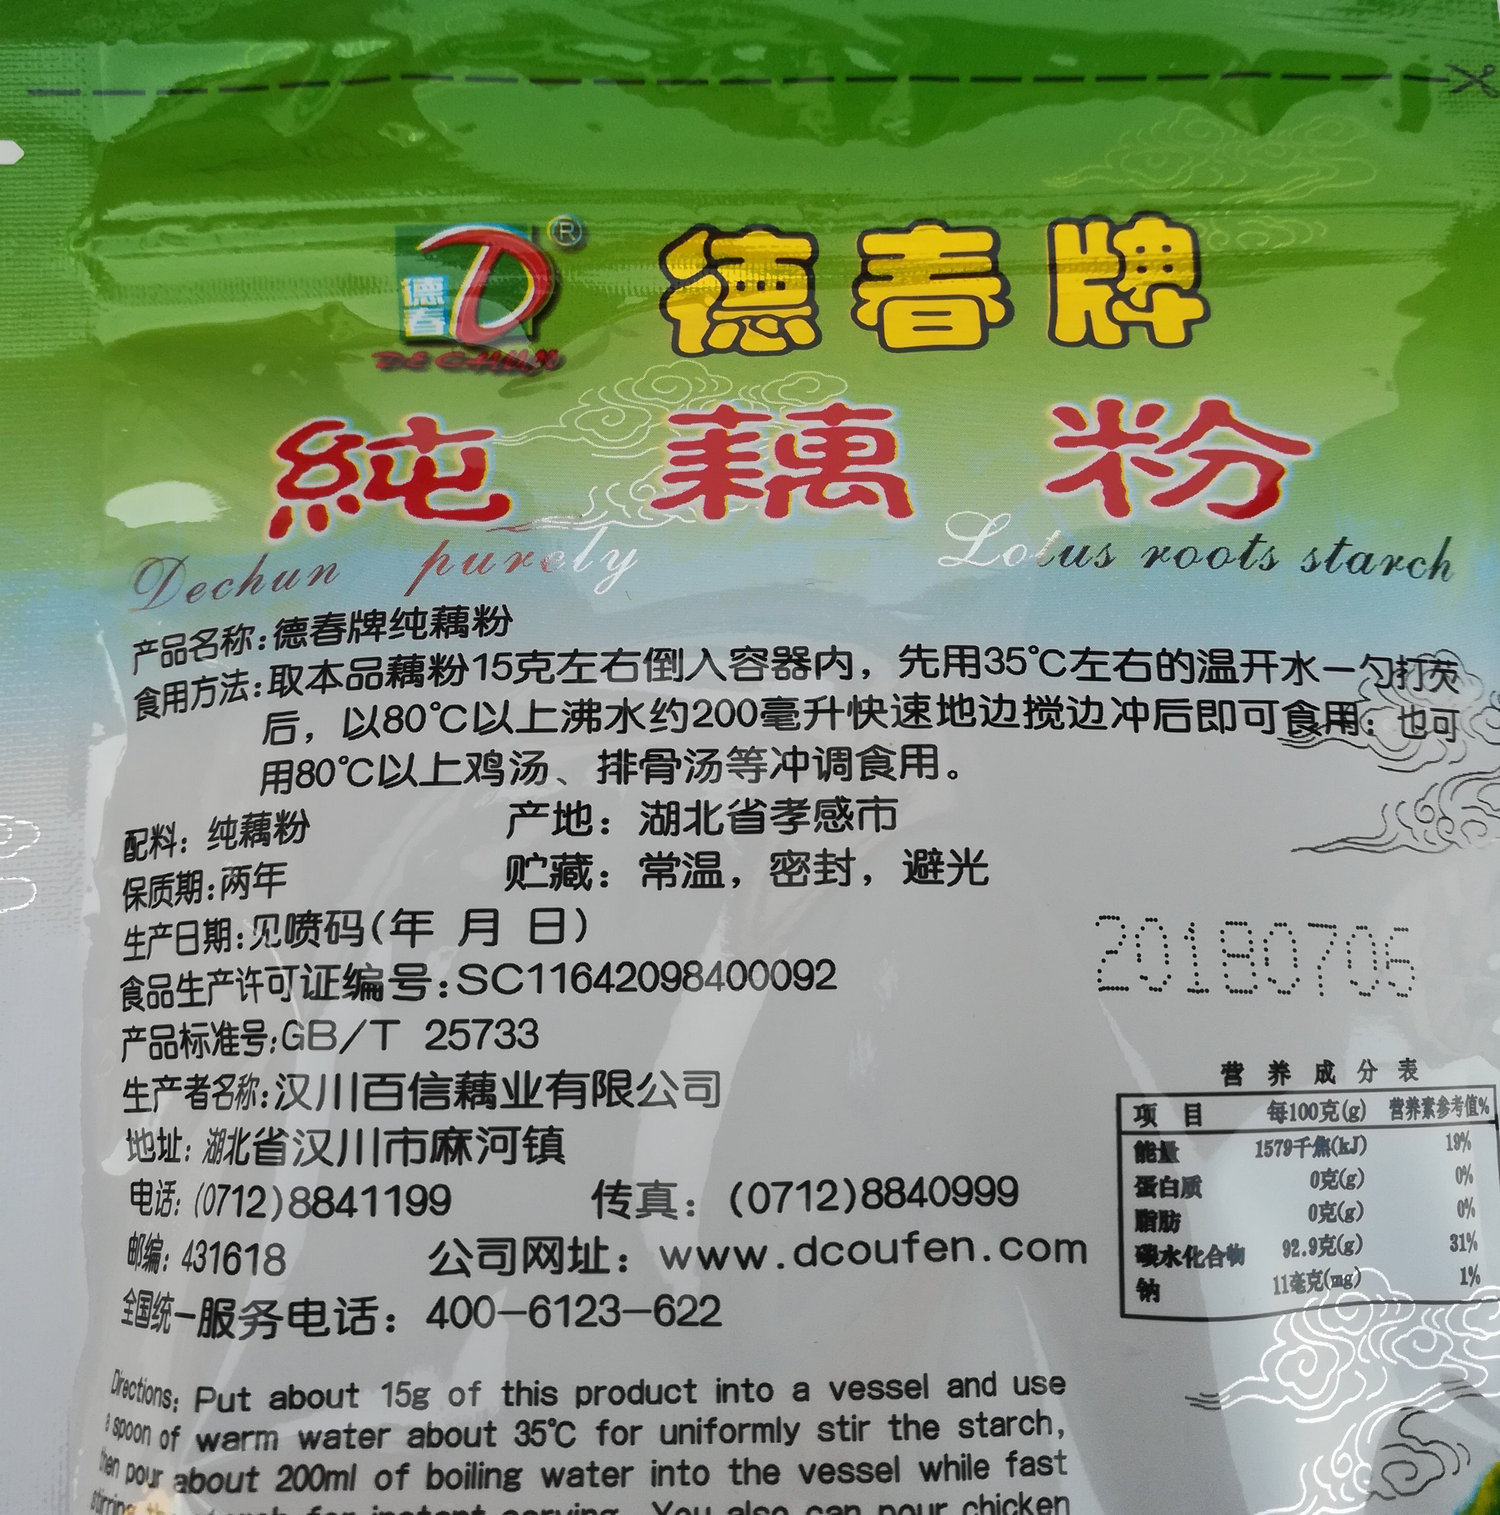 德春
DE CHUN
®
德春牌
純藕粉
Dechun purely Lotus roots starch
产品名称:德春牌纯藕粉
食用方法:取本品藕粉15克左右倒入容器内，先用35℃左右的温开水一勺打芡
后，以80℃以上沸水约200毫升快速地边搅边冲后即可食用；也可
用80℃以上鸡汤、排骨汤等冲调食用。
配料：纯藕粉 产地：湖北省孝感市
保质期:两年 贮藏：常温，密封，避光
生产日期:见喷码(年 月 日)
20180706
食品生产许可证编号:SC11642098400092
产品标准号:GB/T 25733
生产者名称:汉川百信藕业有限公司
地址：湖北省汉川市麻河镇
电话：(0712)8841199 传真：(0712)8840999
邮编：431618 公司网址：www.dcoufen.com
全国统一服务电话：400-6123-622
营养成分表
项目 每100克(g) 营养素参考值%
能量 1579千焦(kJ) 19%
蛋白质 0克(g) 0%
脂肪 0克(g) 0%
碳水化合物 92.9克(g) 31%
钠 11毫克(mg) 1%
Directions: Put about 15g of this product into a vessel and use
a spoon of warm water about 35℃ for uniformly stir the starch,
then pour about 200ml of boiling water into the vessel while fast
stirring the starch for instant serving. You also can pour chicken